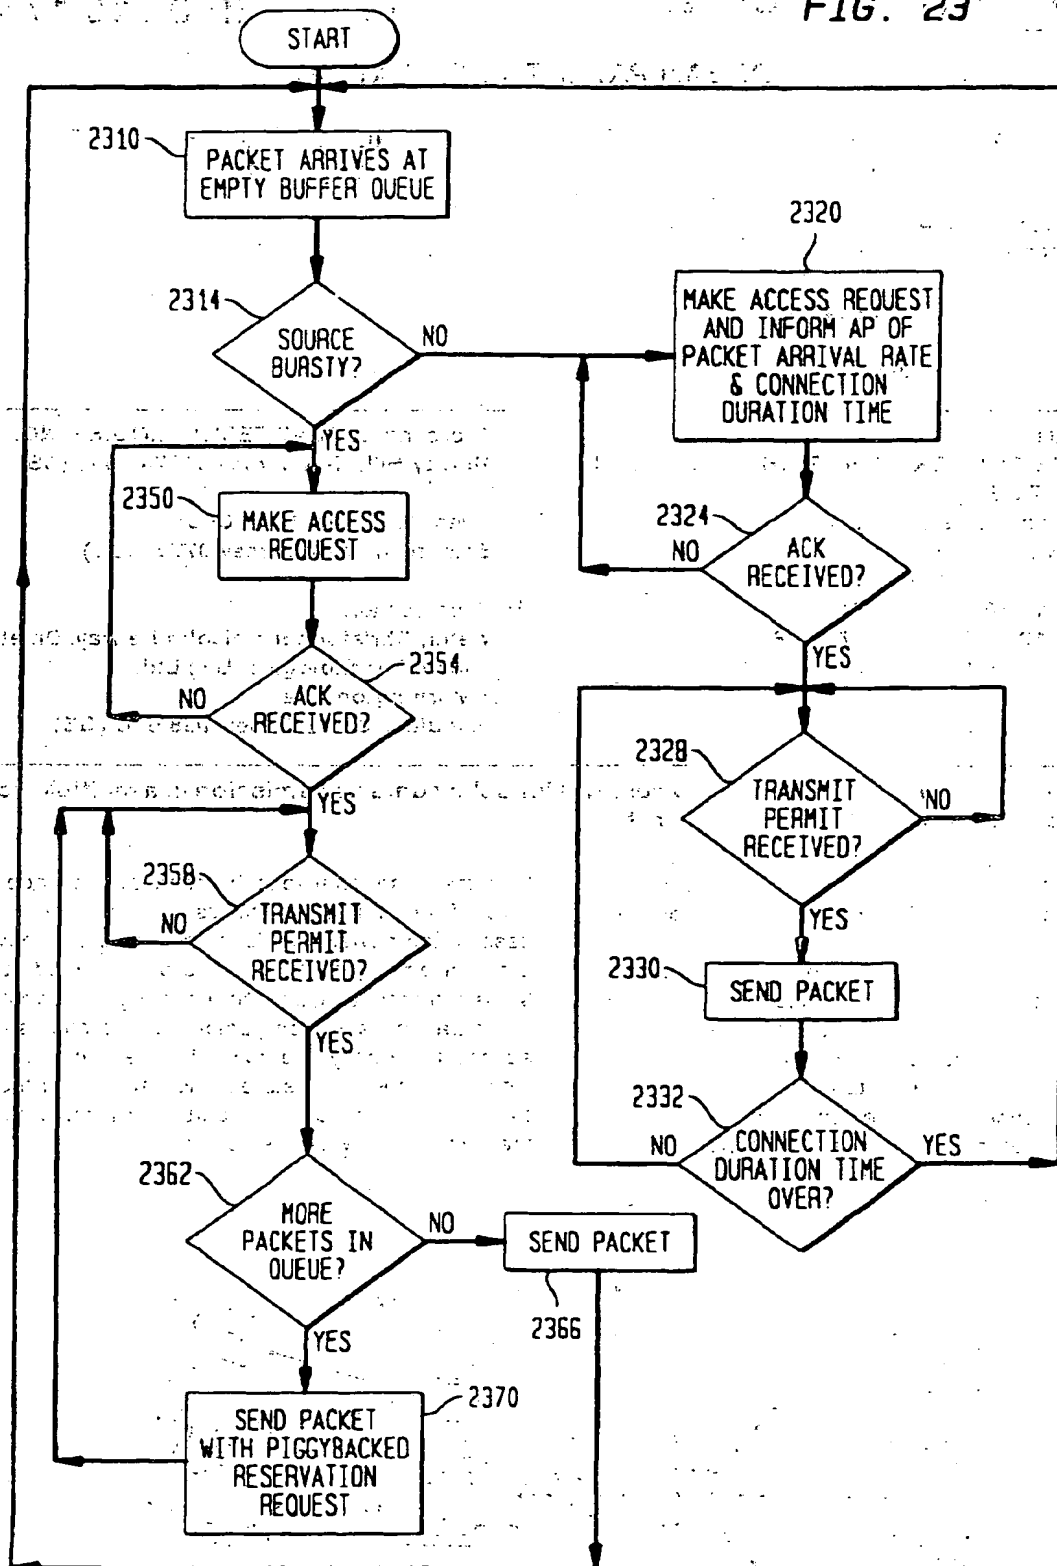 FIG. 23
START
2310
PACKET ARRIVES AT
EMPTY BUFFER QUEUE
2314
SOURCE
BURSTY?
NO
YES
2320
MAKE ACCESS REQUEST
AND INFORM AP OF
PACKET ARRIVAL RATE
& CONNECTION
DURATION TIME
2350
MAKE ACCESS
REQUEST
2324
ACK
RECEIVED?
NO
YES
2354
ACK
RECEIVED?
NO
YES
2328
TRANSMIT
PERMIT
RECEIVED?
NO
YES
2358
TRANSMIT
PERMIT
RECEIVED?
NO
YES
2330
SEND PACKET
2332
CONNECTION
DURATION TIME
OVER?
NO
YES
2362
MORE
PACKETS IN
QUEUE?
NO
YES
SEND PACKET
2366
2370
SEND PACKET
WITH PIGGYBACKED
RESERVATION
REQUEST